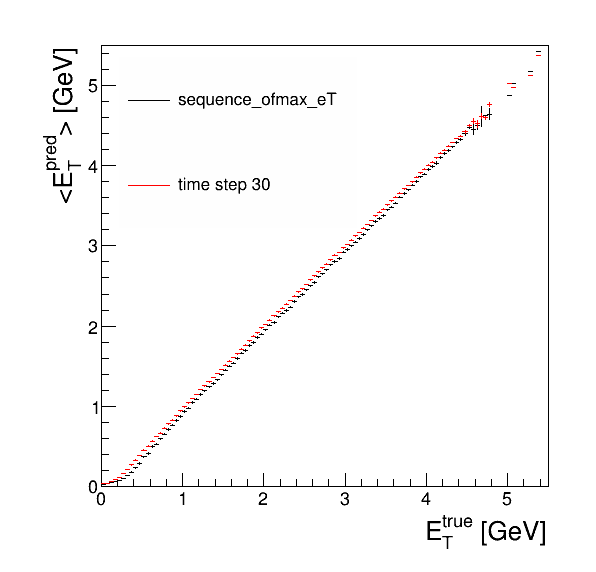 <E_T^pred> [GeV]
5
4
3
2
1
0
sequence_ofmax_eT
time step 30
0 1 2 3 4 5
E_T^true [GeV]